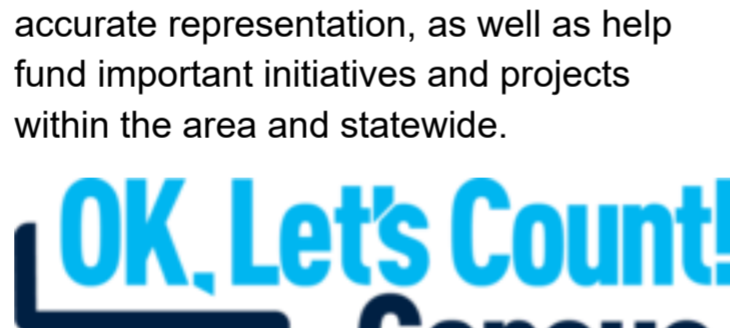 accurate representation, as well as help
fund important initiatives and projects
within the area and statewide.
OK, Let's Count!